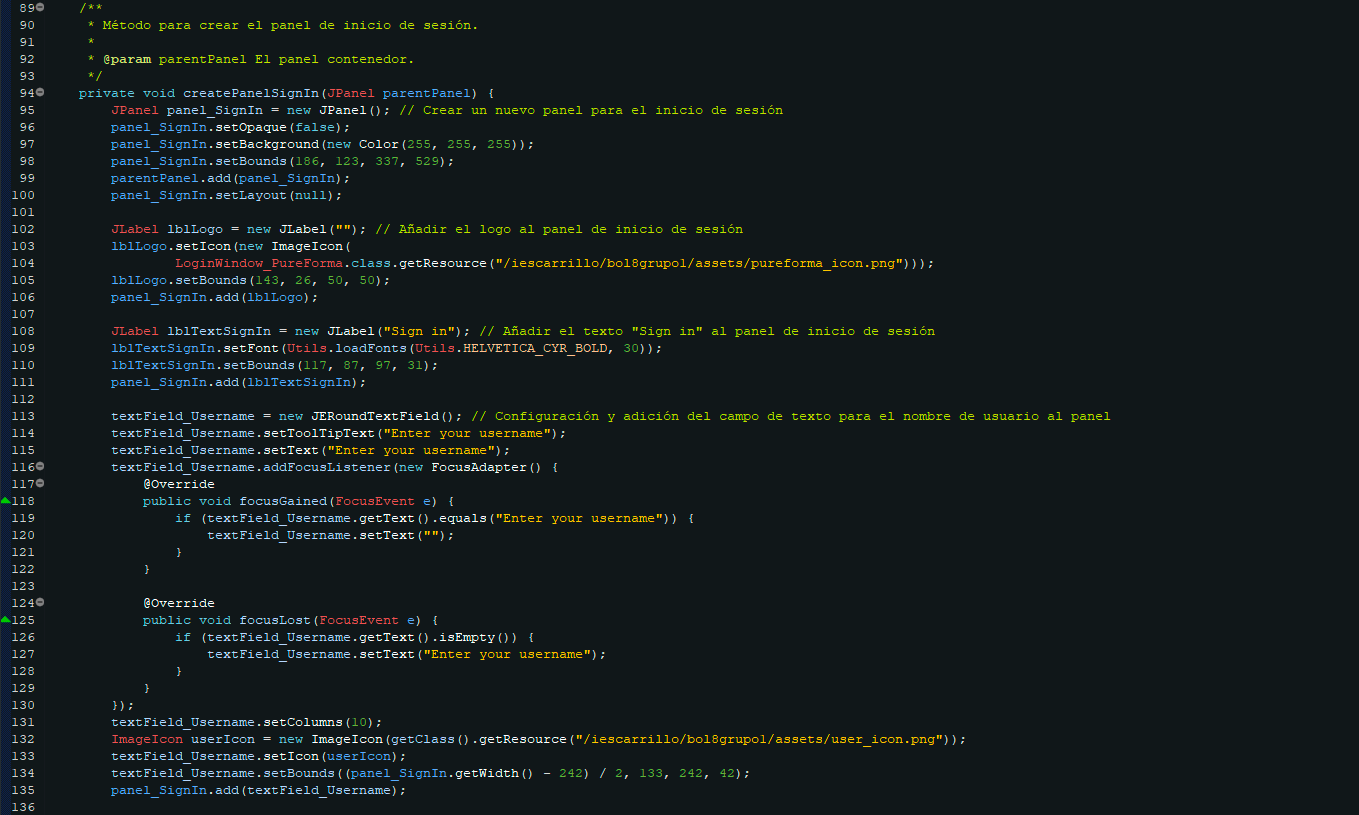 89    /**
90     * Método para crear el panel de inicio de sesión.
91     *
92     * @param parentPanel El panel contenedor.
93     */
94    private void createPanelSignIn(JPanel parentPanel) {
95        JPanel panel_SignIn = new JPanel(); // Crear un nuevo panel para el inicio de sesión
96        panel_SignIn.setOpaque(false);
97        panel_SignIn.setBackground(new Color(255, 255, 255));
98        panel_SignIn.setBounds(186, 123, 337, 529);
99        parentPanel.add(panel_SignIn);
100        panel_SignIn.setLayout(null);
101
102        JLabel lblLogo = new JLabel(""); // Añadir el logo al panel de inicio de sesión
103        lblLogo.setIcon(new ImageIcon(
104                LoginWindow_PureForma.class.getResource("/iescarrillo/bol8grupo1/assets/pureforma_icon.png")));
105        lblLogo.setBounds(143, 26, 50, 50);
106        panel_SignIn.add(lblLogo);
107
108        JLabel lblTextSignIn = new JLabel("Sign in"); // Añadir el texto "Sign in" al panel de inicio de sesión
109        lblTextSignIn.setFont(Utils.loadFonts(Utils.HELVETICA_CYR_BOLD, 30));
110        lblTextSignIn.setBounds(117, 87, 97, 31);
111        panel_SignIn.add(lblTextSignIn);
112
113        textField_Username = new JERoundTextField(); // Configuración y adición del campo de texto para el nombre de usuario al panel
114        textField_Username.setToolTipText("Enter your username");
115        textField_Username.setText("Enter your username");
116        textField_Username.addFocusListener(new FocusAdapter() {
117            @Override
118            public void focusGained(FocusEvent e) {
119                if (textField_Username.getText().equals("Enter your username")) {
120                    textField_Username.setText("");
121                }
122            }
123
124            @Override
125            public void focusLost(FocusEvent e) {
126                if (textField_Username.getText().isEmpty()) {
127                    textField_Username.setText("Enter your username");
128                }
129            }
130        });
131        textField_Username.setColumns(10);
132        ImageIcon userIcon = new ImageIcon(getClass().getResource("/iescarrillo/bol8grupo1/assets/user_icon.png"));
133        textField_Username.setIcon(userIcon);
134        textField_Username.setBounds((panel_SignIn.getWidth() - 242) / 2, 133, 242, 42);
135        panel_SignIn.add(textField_Username);
136